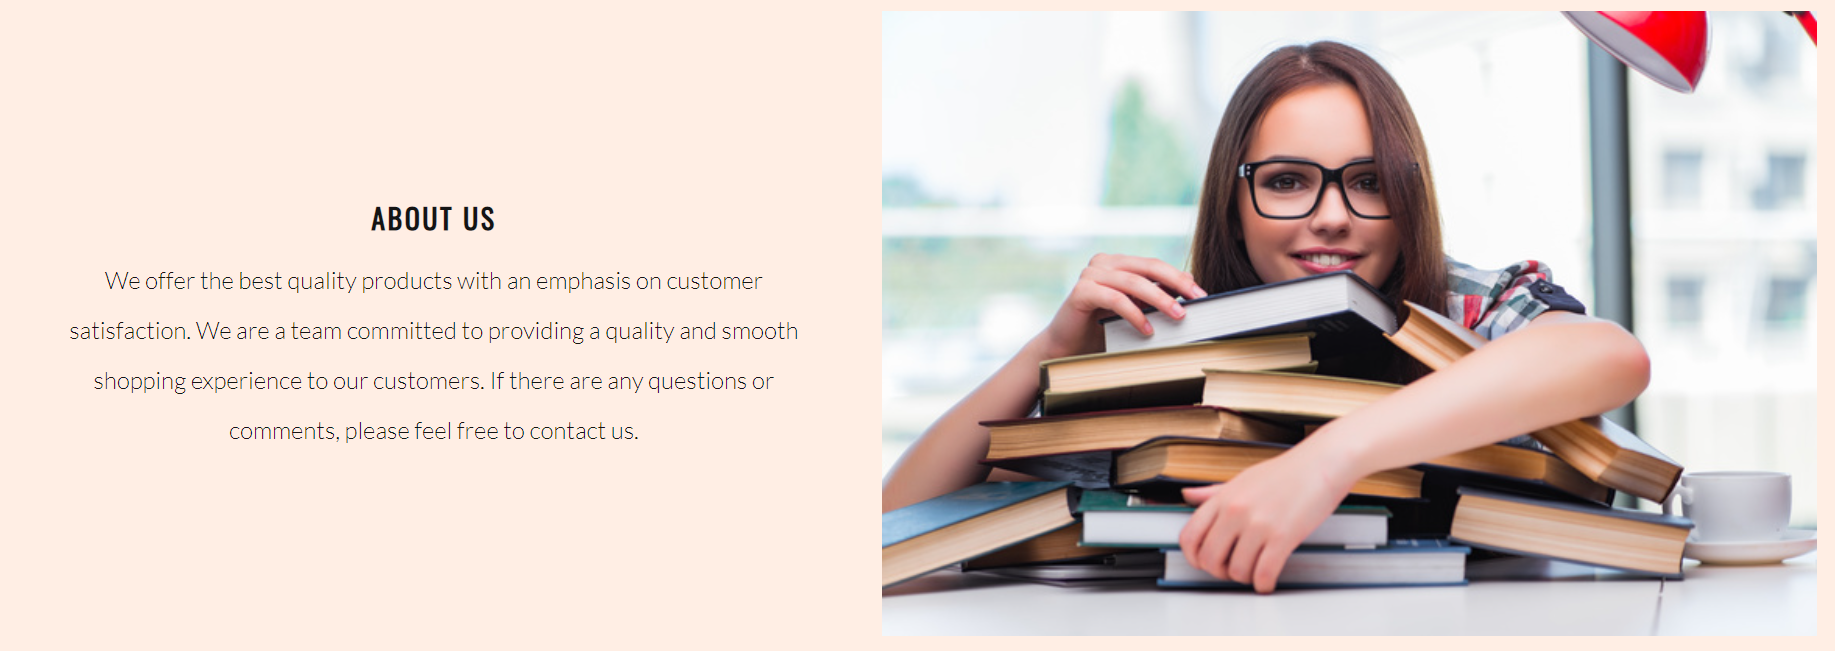 ABOUT US
We offer the best quality products with an emphasis on customer
satisfaction. We are a team committed to providing a quality and smooth
shopping experience to our customers. If there are any questions or
comments, please feel free to contact us.